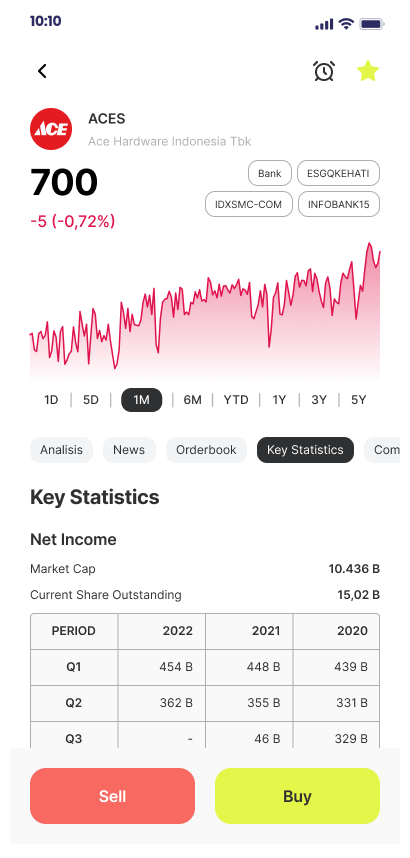 10:10
ACE
ACES
Ace Hardware Indonesia Tbk
700
-5 (-0,72%)
Bank
ESGQKEHATI
IDXSMC-COM
INFOBANK15
1D | 5D | 1M | 6M | YTD | 1Y | 3Y | 5Y
Analisis News Orderbook Key Statistics Com
Key Statistics
Net Income
Market Cap 10.436 B
Current Share Outstanding 15,02 B
PERIOD 2022 2021 2020
Q1 454 B 448 B 439 B
Q2 362 B 355 B 331 B
Q3 - 46 B 329 B
Sell Buy